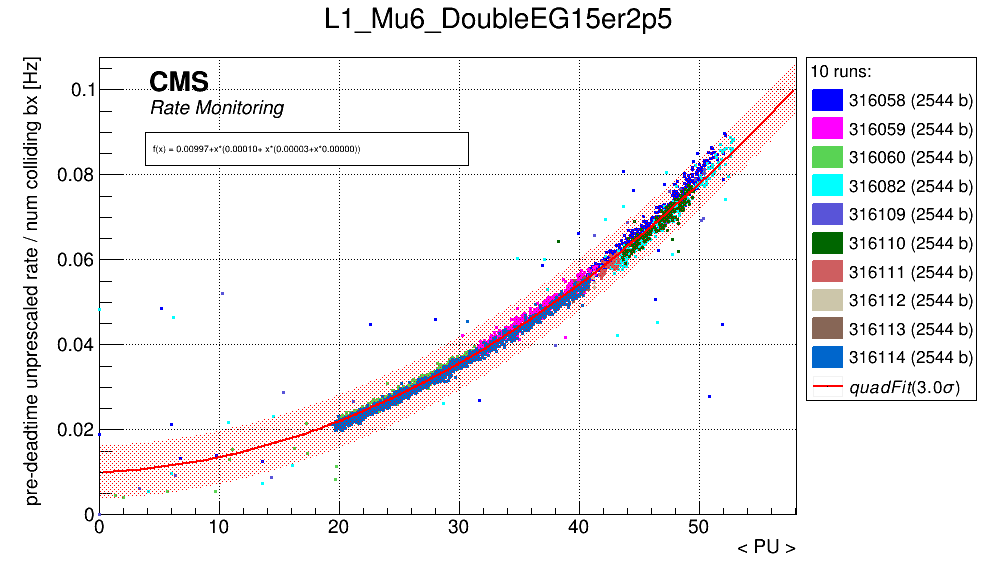 L1_Mu6_DoubleEG15er2p5
pre-deadtime unprescaled rate / num colliding bx [Hz]
CMS
Rate Monitoring
f(x) = 0.00997+x*(0.00010+ x*(0.00003+x*0.00000))
0.1
0.08
0.06
0.04
0.02
0
0 10 20 30 40 50
< PU >
10 runs:
316058 (2544 b)
316059 (2544 b)
316060 (2544 b)
316082 (2544 b)
316109 (2544 b)
316110 (2544 b)
316111 (2544 b)
316112 (2544 b)
316113 (2544 b)
316114 (2544 b)
quadFit(3.0σ)